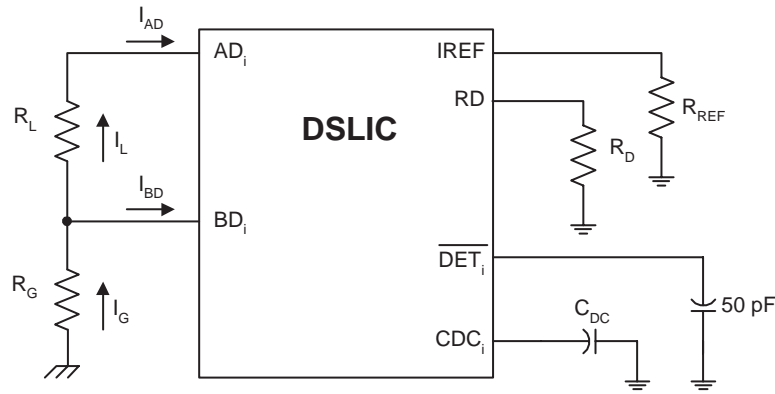 I_AD
AD_i
IREF
R_L
I_L
RD
R_REF
DSLIC
R_D
I_BD
BD_i
R_G
I_G
DET_i
50 pF
C_DC
CDC_i